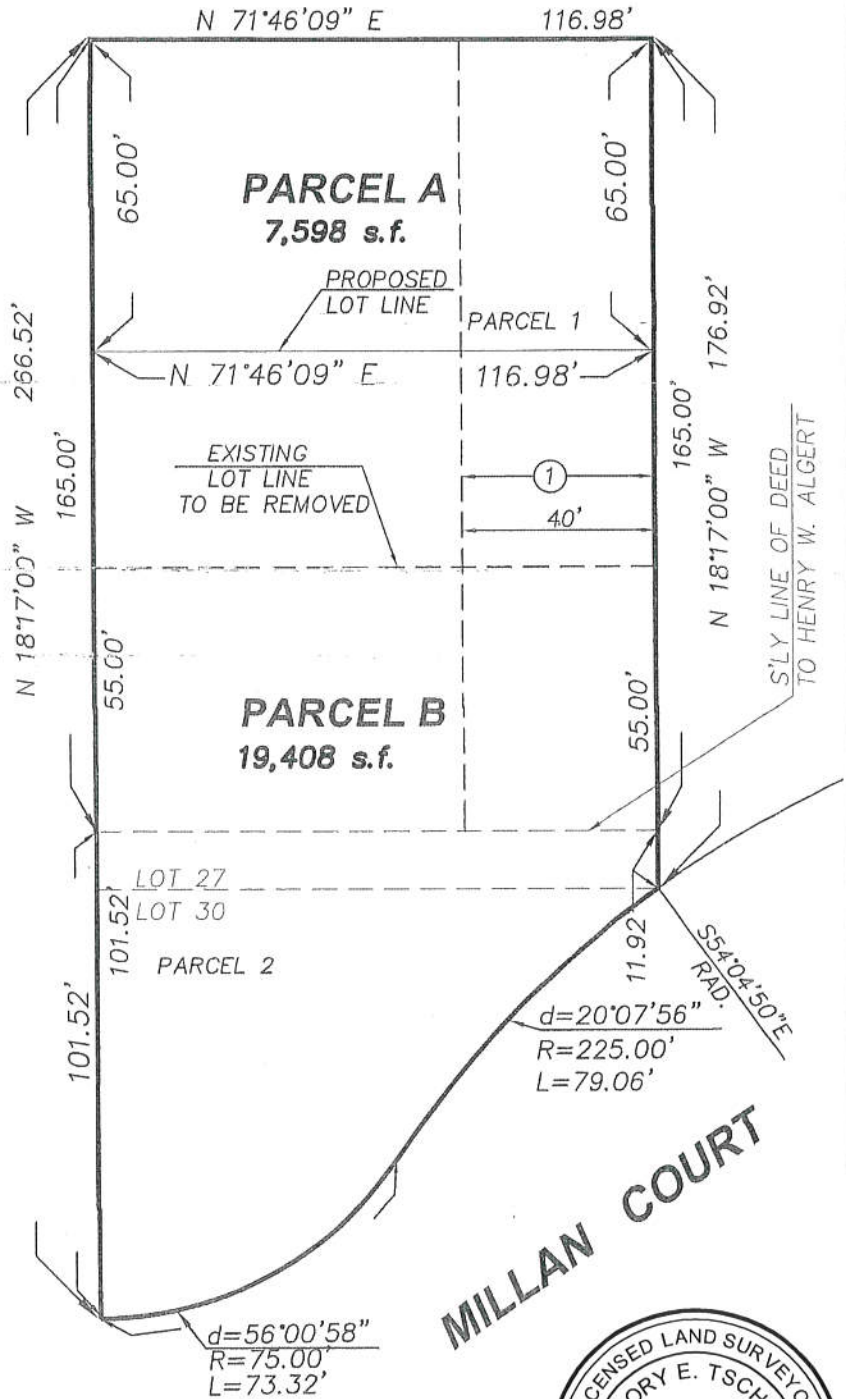 N 71°46'09" E 116.98'
65.00'
65.00'
PARCEL A
7,598 s.f.
PROPOSED
LOT LINE
PARCEL 1
N 71°46'09" E 116.98'
N 18°17'00" W 266.52'
165.00'
N 18°17'00" W 176.92'
165.00'
EXISTING
LOT LINE
TO BE REMOVED
1
40'
S'LY LINE OF DEED
TO HENRY W. ALGERT
55.00'
55.00'
PARCEL B
19,408 s.f.
LOT 27
LOT 30
101.52'
101.52'
PARCEL 2
11.92'
S54°04'50"E
RAD.
d=20°07'56"
R=225.00'
L=79.06'
MILLAN COURT
d=56°00'58"
R=75.00'
L=73.32'
LAND SURVEYO
E. TSCH